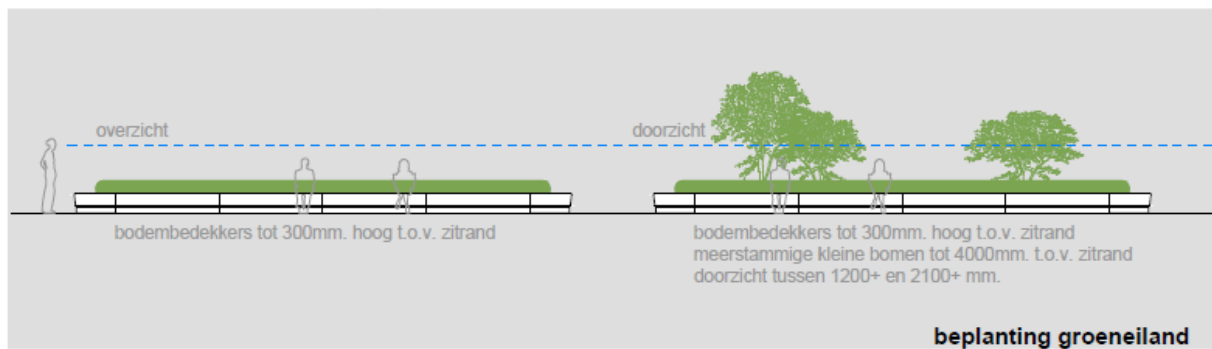 overzicht
doorzicht
bodembedekkers tot 300mm. hoog t.o.v. zitrand
bodembedekkers tot 300mm. hoog t.o.v. zitrand
meerstammige kleine bomen tot 4000mm. t.o.v. zitrand
doorzicht tussen 1200+ en 2100+ mm.
beplanting groeneiland